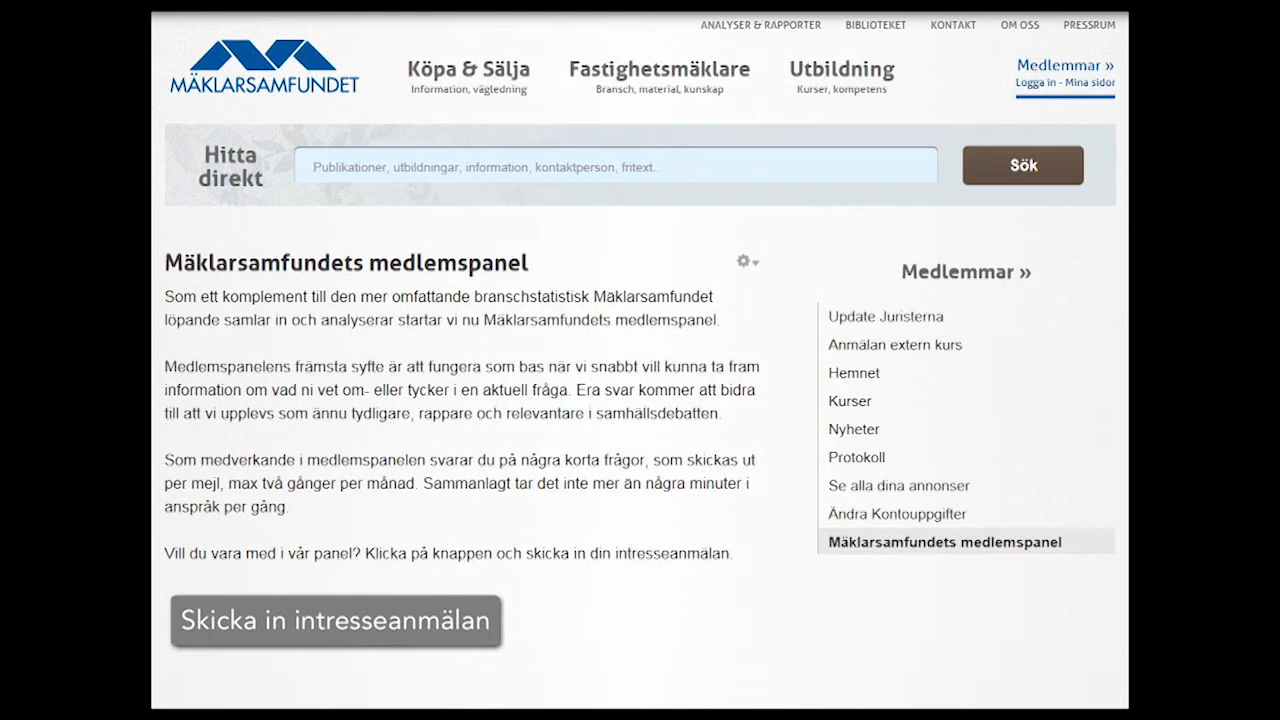 ANALYSER & RAPPORTER BIBLIOTEKET KONTAKT OM OSS PRESSRUM
MÄKLARSAMFUNDET
Köpa & Sälja
Information, vägledning
Fastighetsmäklare
Bransch, material, kunskap
Utbildning
Kurser, kompetens
Medlemmar »
Logga in - Mina sidor
Hitta
direkt
Publikationer, utbildningar, information, kontaktperson, fritext..
Sök
Mäklarsamfundets medlemspanel
Som ett komplement till den mer omfattande branschstatistisk Mäklarsamfundet
löpande samlar in och analyserar startar vi nu Mäklarsamfundets medlemspanel.
Medlemspanelens främsta syfte är att fungera som bas när vi snabbt vill kunna ta fram
information om vad ni vet om- eller tycker i en aktuell fråga. Era svar kommer att bidra
till att vi upplevs som ännu tydligare, rappare och relevantare i samhällsdebatten.
Som medverkande i medlemspanelen svarar du på några korta frågor, som skickas ut
per mejl, max två gånger per månad. Sammanlagt tar det inte mer än några minuter i
anspråk per gång.
Vill du vara med i vår panel? Klicka på knappen och skicka in din intesseanmälan.
Skicka in intresseanmälan
Medlemmar »
Update Juristerna
Anmälan extern kurs
Hemnet
Kurser
Nyheter
Protokoll
Se alla dina annonser
Ändra Kontouppgifter
Mäklarsamfundets medlemspanel